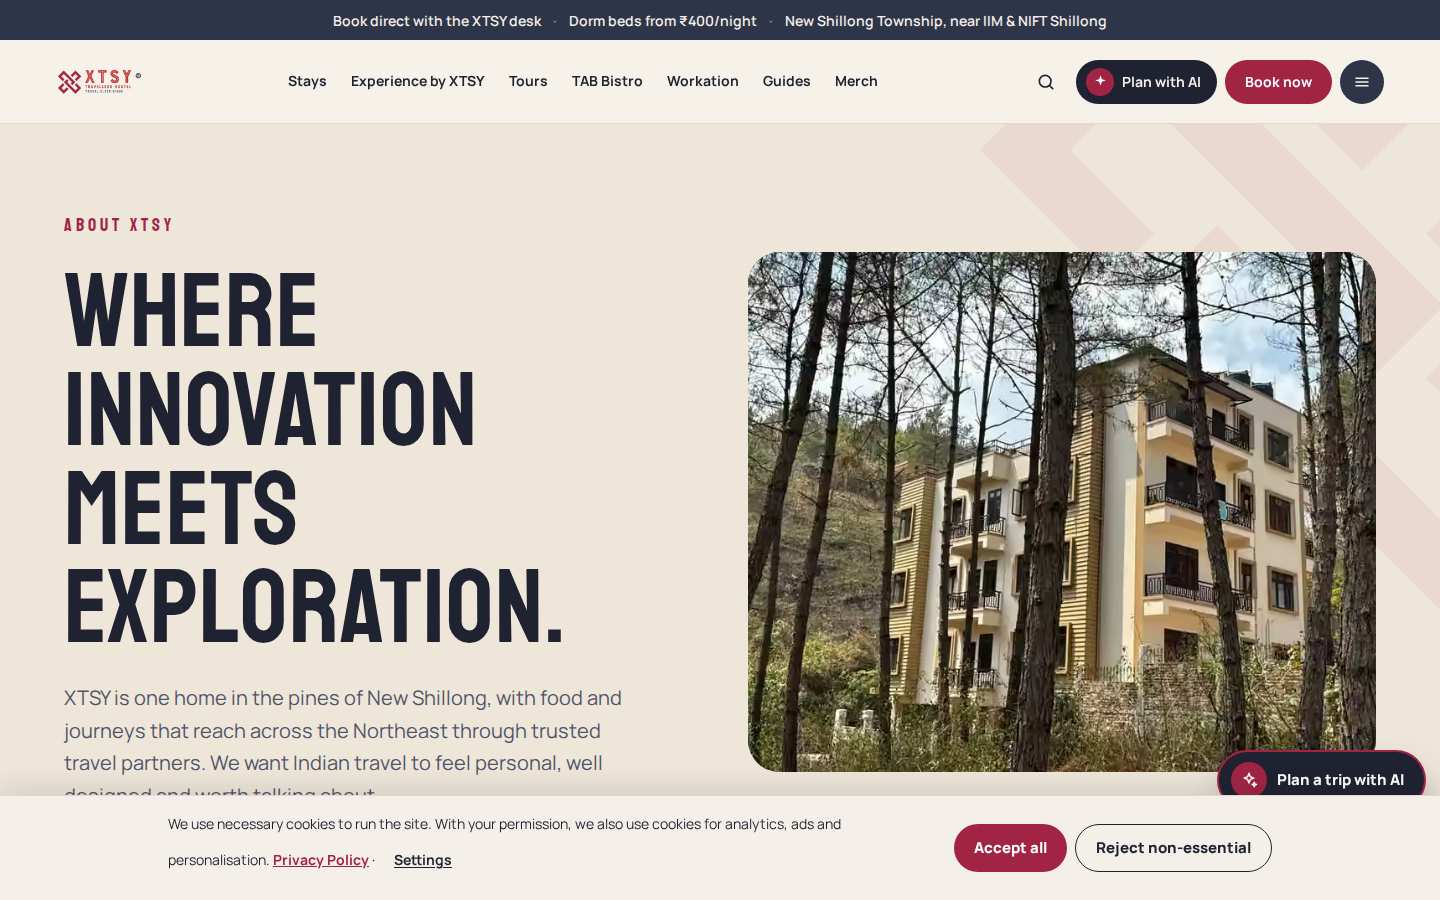 Book direct with the XTSY desk · Dorm beds from ₹400/night · New Shillong Township, near IIM & NIFT Shillong
XTSY
Stays Experience by XTSY Tours TAB Bistro Workation Guides Merch
Plan with AI Book now
ABOUT XTSY
WHERE
INNOVATION
MEETS
EXPLORATION.
XTSY is one home in the pines of New Shillong, with food and
journeys that reach across the Northeast through trusted
travel partners. We want Indian travel to feel personal, well
designed and worth talking about.
Plan a trip with AI
We use necessary cookies to run the site. With your permission, we also use cookies for analytics, ads and
personalisation. Privacy Policy · Settings
Accept all Reject non-essential